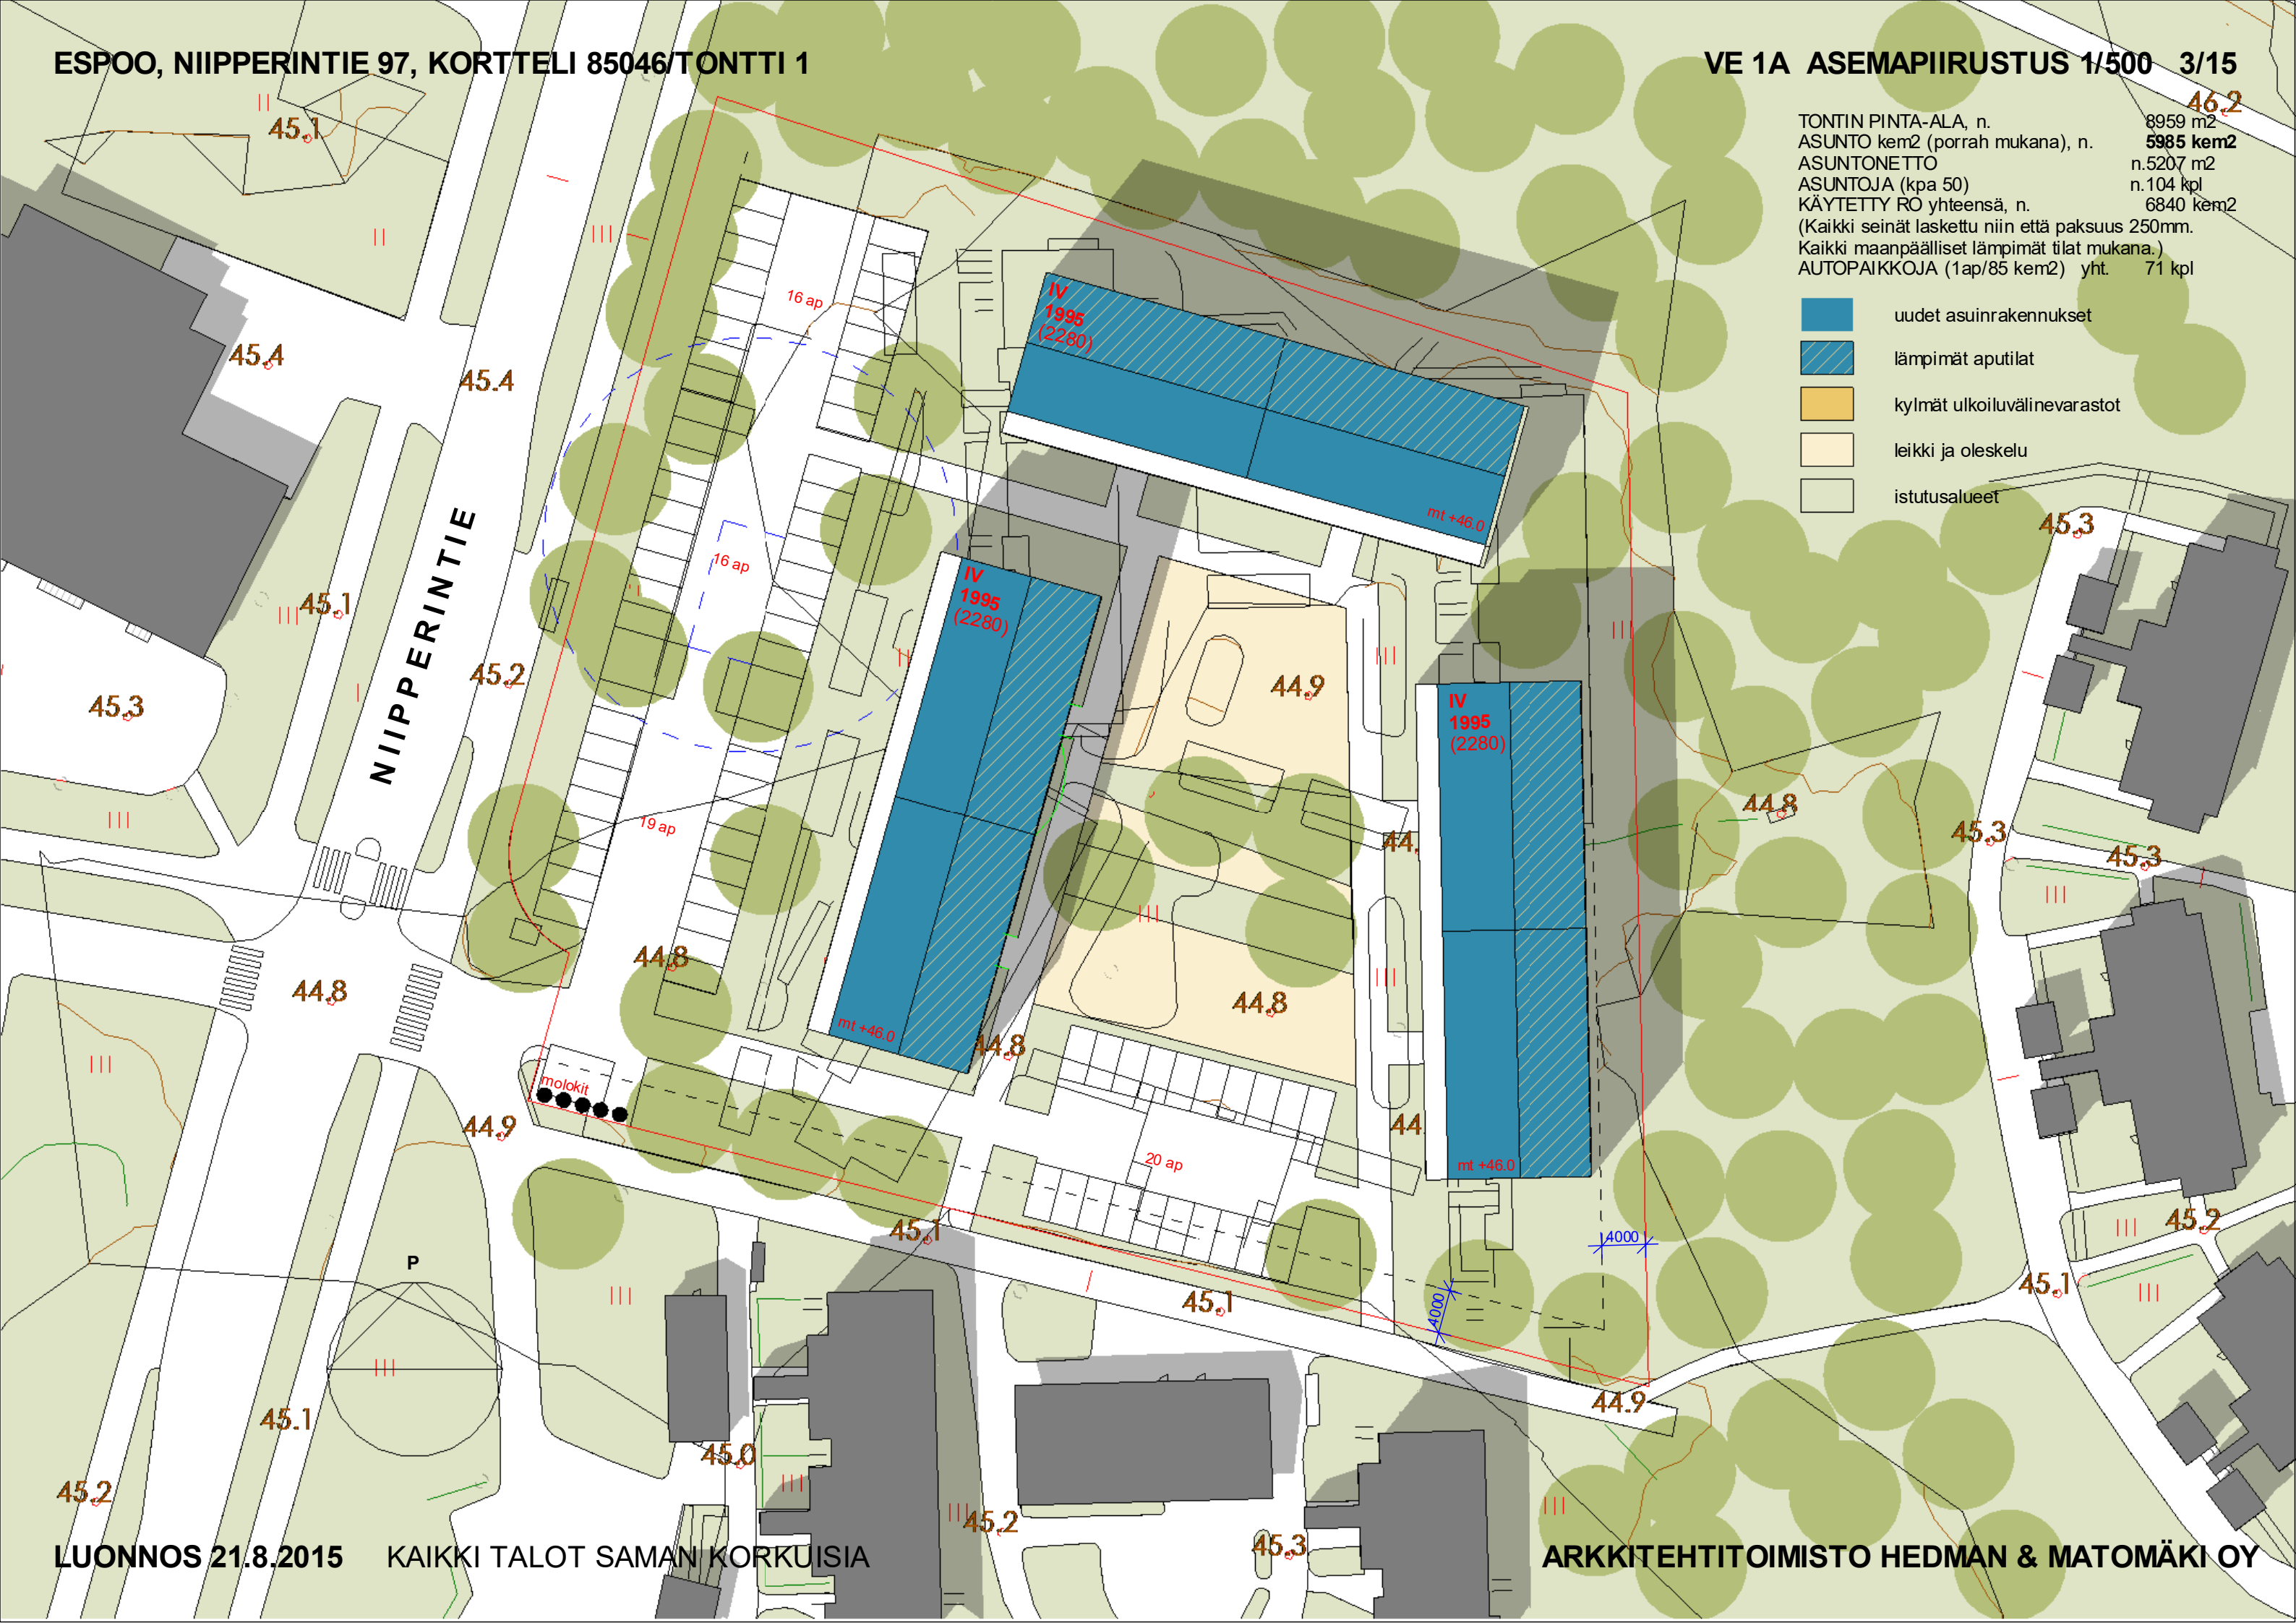 ESPOO, NIIPPERINTIE 97, KORTTELI 85046/TONTTI 1
VE 1A ASEMAPIIRUSTUS 1/500 3/15
TONTIN PINTA-ALA, n. 8959 m2
ASUNTO kem2 (porrah mukana), n. 5985 kem2
ASUNTONETTO n.5207 m2
ASUNTOJA (kpa 50) n.104 kpl
KÄYTETTY RO yhteensä, n. 6840 kem2
(Kaikki seinät laskettu niin että paksuus 250mm.
Kaikki maanpäälliset lämpimät tilat mukana.)
AUTOPAIKKOJA (1ap/85 kem2) yht. 71 kpl
uudet asuinrakennukset
lämpimät aputilat
kylmät ulkoiluvälinevarastot
leikki ja oleskelu
istutusalueet
46.2
45.1
45.4
45.4
16 ap
IV
1995
(2280)
mt +46.0
45.3
NIIPPERINTIE
45.1
45.2
45.3
16 ap
IV
1995
(2280)
mt +46.0
44.9
IV
1995
(2280)
mt +46.0
19 ap
44.8
45.3
45.3
44.
44.8
44.8
44.8
44.8
44.9
molokit
20 ap
44.
45.1
45.1
4000
4000
45.2
45.1
P
45.1
45.0
44.9
45.2
45.2
45.3
LUONNOS 21.8.2015 KAIKKI TALOT SAMAN KORKUISIA
ARKKITEHTITOIMISTO HEDMAN & MATOMÄKI OY